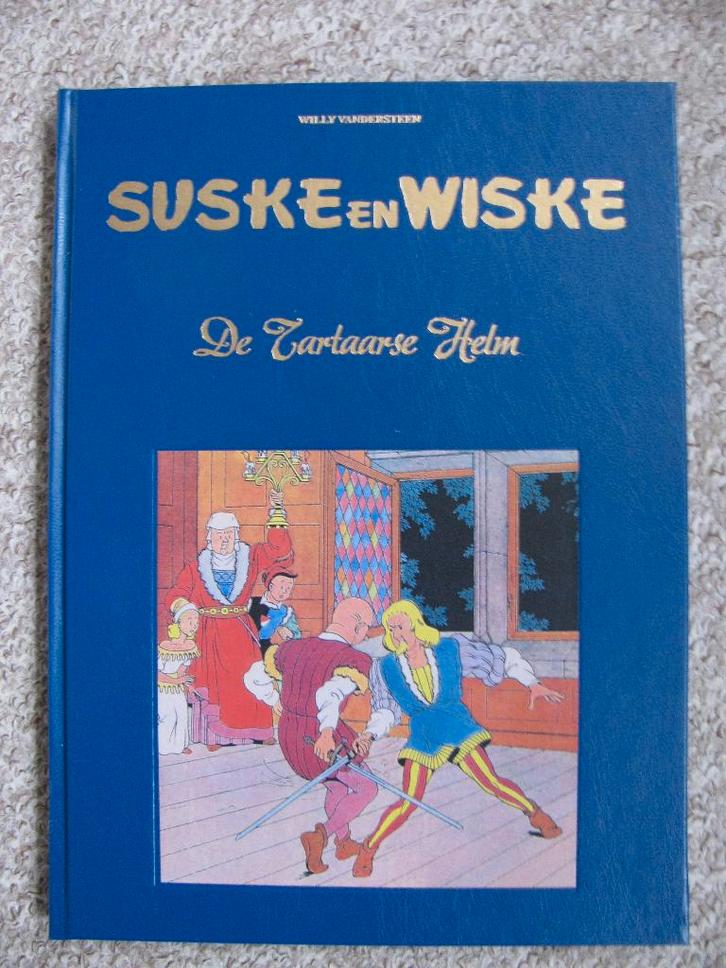 WILLY VANDERSTEEN
SUSKE EN WISKE
De Tartaarse Helm